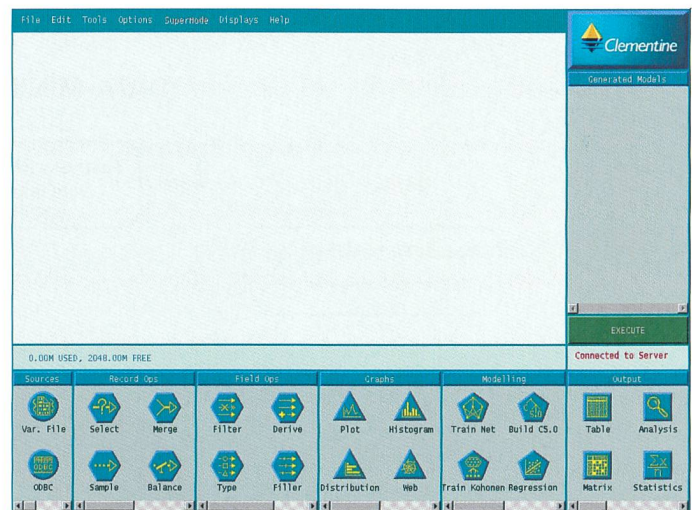 File Edit Tools Options Supermode Displays Help
Clementine
Generated Models
EXECUTE
0.00M USED, 2048.00M FREE
Connected to Server
Sources Record Ops Field Ops Graphs Modelling Output
Var. File Select Merge Filter Derive Plot Histogram Train Net Build C5.0 Table Analysis
ODBC Sample Balance Type Filler Distribution Web Train Kohonen Regression Matrix Statistics